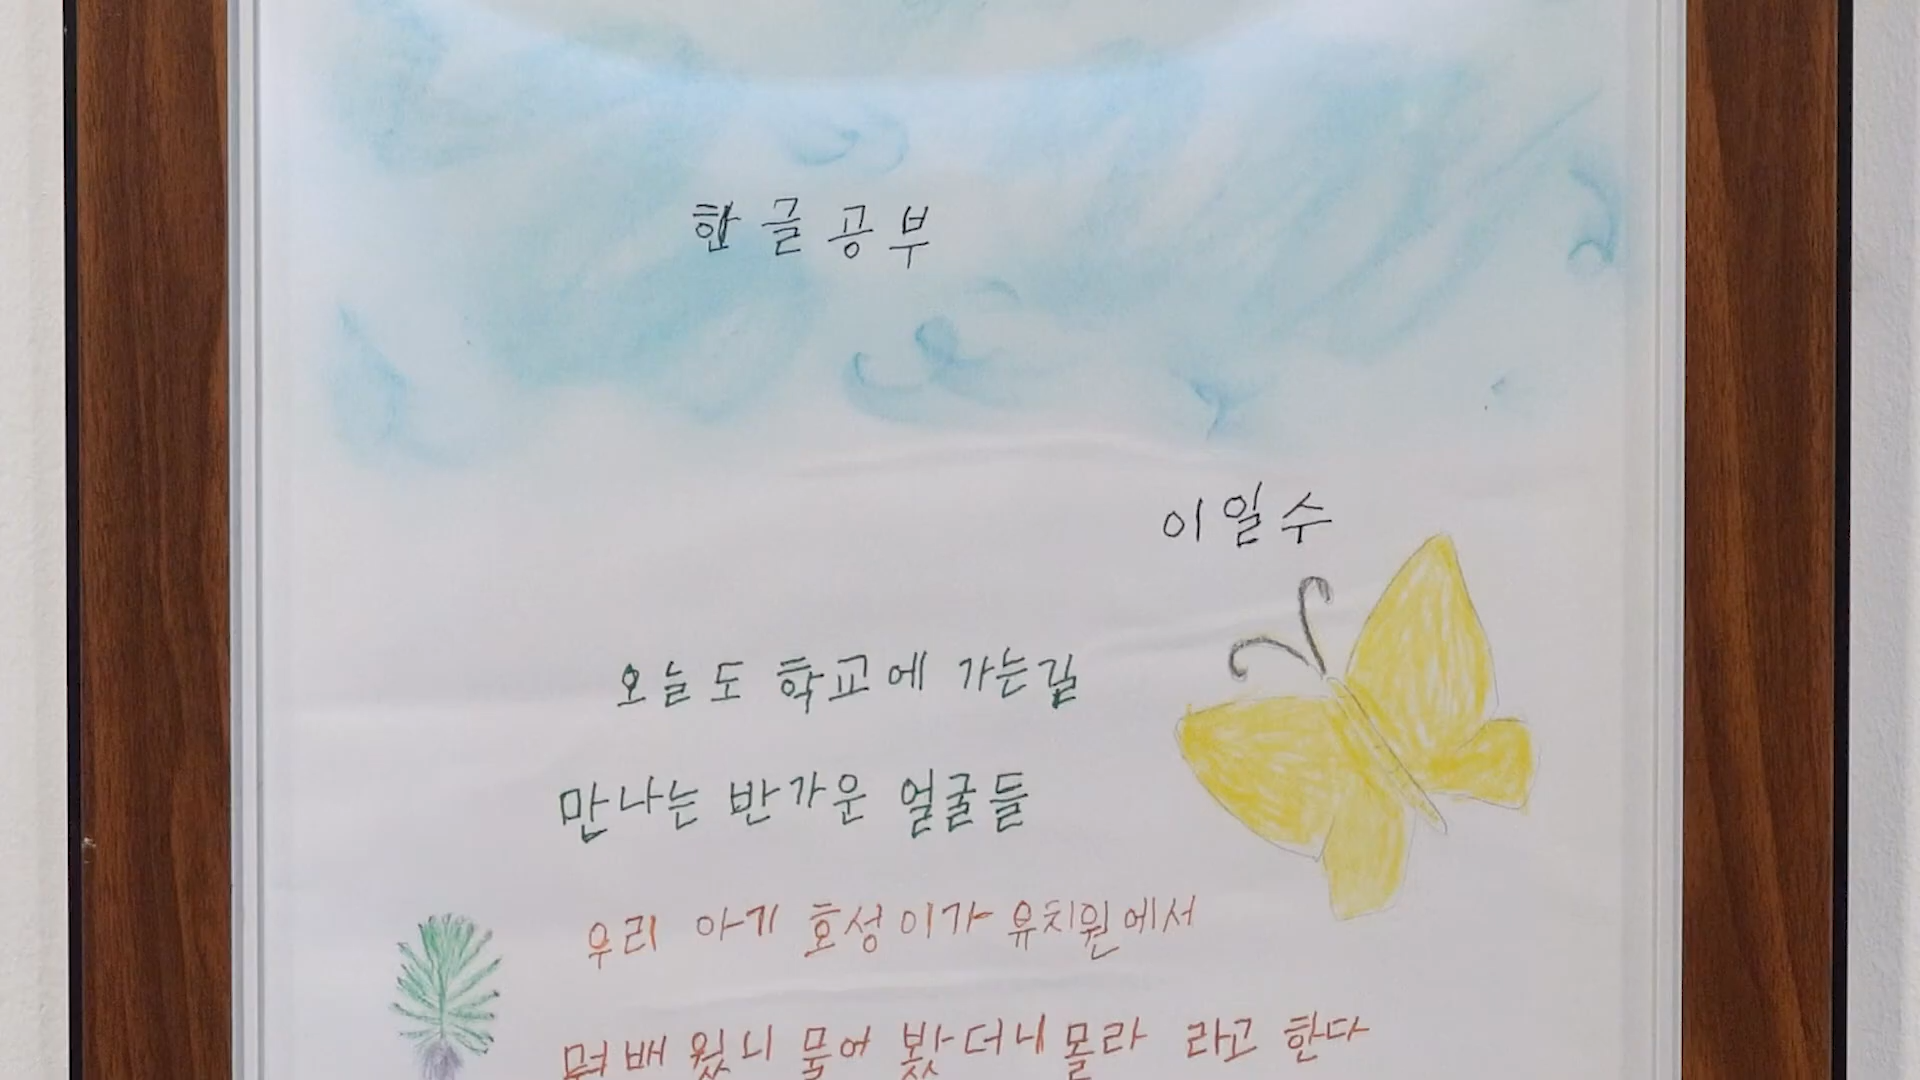 한글공부
이일수
오늘도 학교에 가는길
만나는 반가운 얼굴들
우리 아기 호성이가 유치원에서
뭐배웠니 물어 봤더니몰라 라고 한다